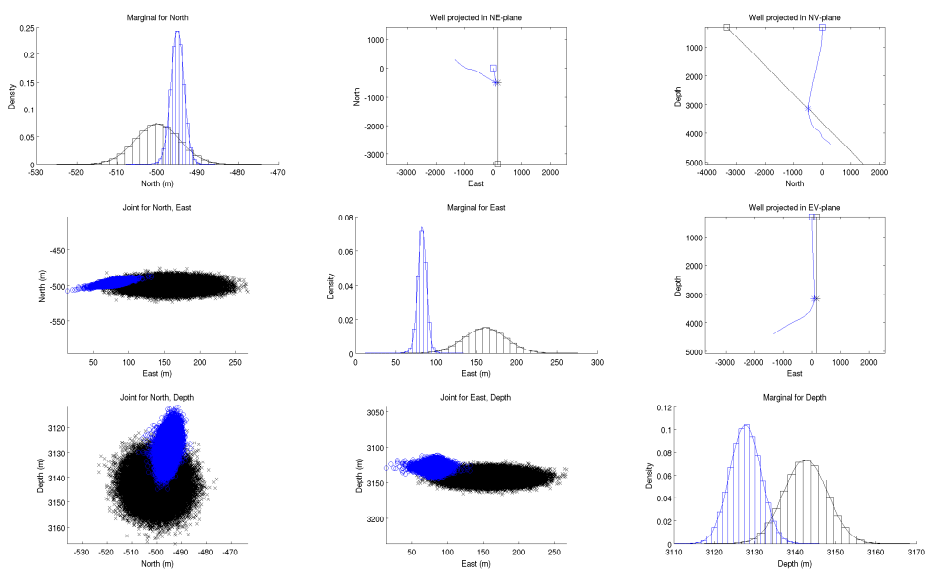 Marginal for North
Density
0.25
0.2
0.15
0.1
0.05
0
-530 -520 -510 -500 -490 -480 -470
North (m)
Well projected in NE-plane
North
1000
0
-1000
-2000
-3000
-3000 -2000 -1000 0 1000 2000
East
Well projected in NV-plane
Depth
1000
2000
3000
4000
5000
-4000 -3000 -2000 -1000 0 1000 2000
North
Joint for North, East
North (m)
-450
-500
-550
50 100 150 200 250
East (m)
Marginal for East
Density
0.08
0.06
0.04
0.02
0
0 50 100 150 200 250 300
East (m)
Well projected in EV-plane
Depth
1000
2000
3000
4000
5000
-3000 -2000 -1000 0 1000 2000
East
Joint for North, Depth
Depth (m)
3120
3130
3140
3150
3160
-530 -520 -510 -500 -490 -480 -470
North (m)
Joint for East, Depth
Depth (m)
3050
3100
3150
3200
50 100 150 200 250
East (m)
Marginal for Depth
Density
0.12
0.1
0.08
0.06
0.04
0.02
0
3110 3120 3130 3140 3150 3160 3170
Depth (m)